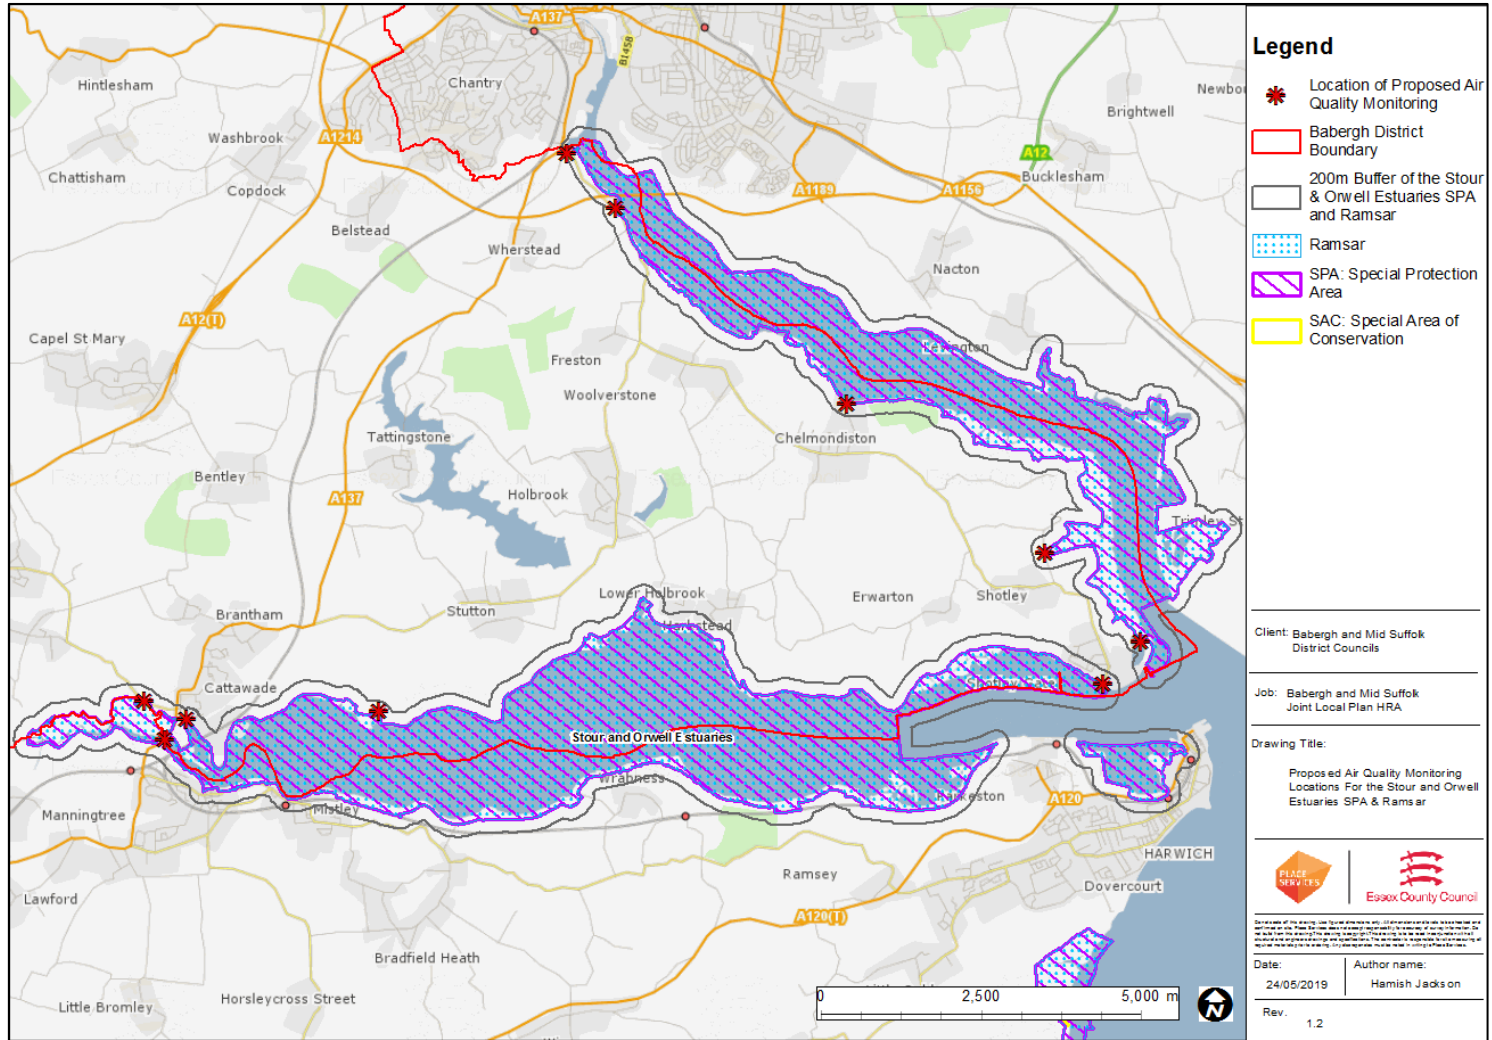 A137
B1458
Hintlesham
Chantry
Newbo
Brightwell
Washbrook
A1214
A12
Chattisham
Copdock
A1189
A1156
Bucklesham
Belstead
Wherstead
Nacton
A12(T)
Capel St Mary
Levington
Freston
Woolverstone
Tattingstone
Chelmondiston
Bentley
A137
Holbrook
Trimley St
Lower Holbrook
Erwarton
Shotley
Brantham
Stutton
Harkstead
Cattawade
Shotley Gate
Stour and Orwell Estuaries
Wrabness
Parkeston
A120
Mistley
Manningtree
HARWICH
Ramsey
Dovercourt
Lawford
A120(T)
Bradfield Heath
Little Bromley
Horsleycross Street
0 2,500 5,000 m
N
Legend
Location of Proposed Air
Quality Monitoring
Babergh District
Boundary
200m Buffer of the Stour
& Orwell Estuaries SPA
and Ramsar
Ramsar
SPA: Special Protection
Area
SAC: Special Area of
Conservation
Client: Babergh and Mid Suffolk
District Councils
Job: Babergh and Mid Suffolk
Joint Local Plan HRA
Drawing Title:
Proposed Air Quality Monitoring
Locations For the Stour and Orwell
Estuaries SPA & Ramsar
PLACE
SERVICES
Essex County Council
Date:
24/05/2019
Author name:
Hamish Jackson
Rev.
1.2